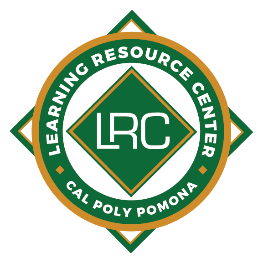 LEARNING RESOURCE CENTER
LRC
CAL POLY POMONA